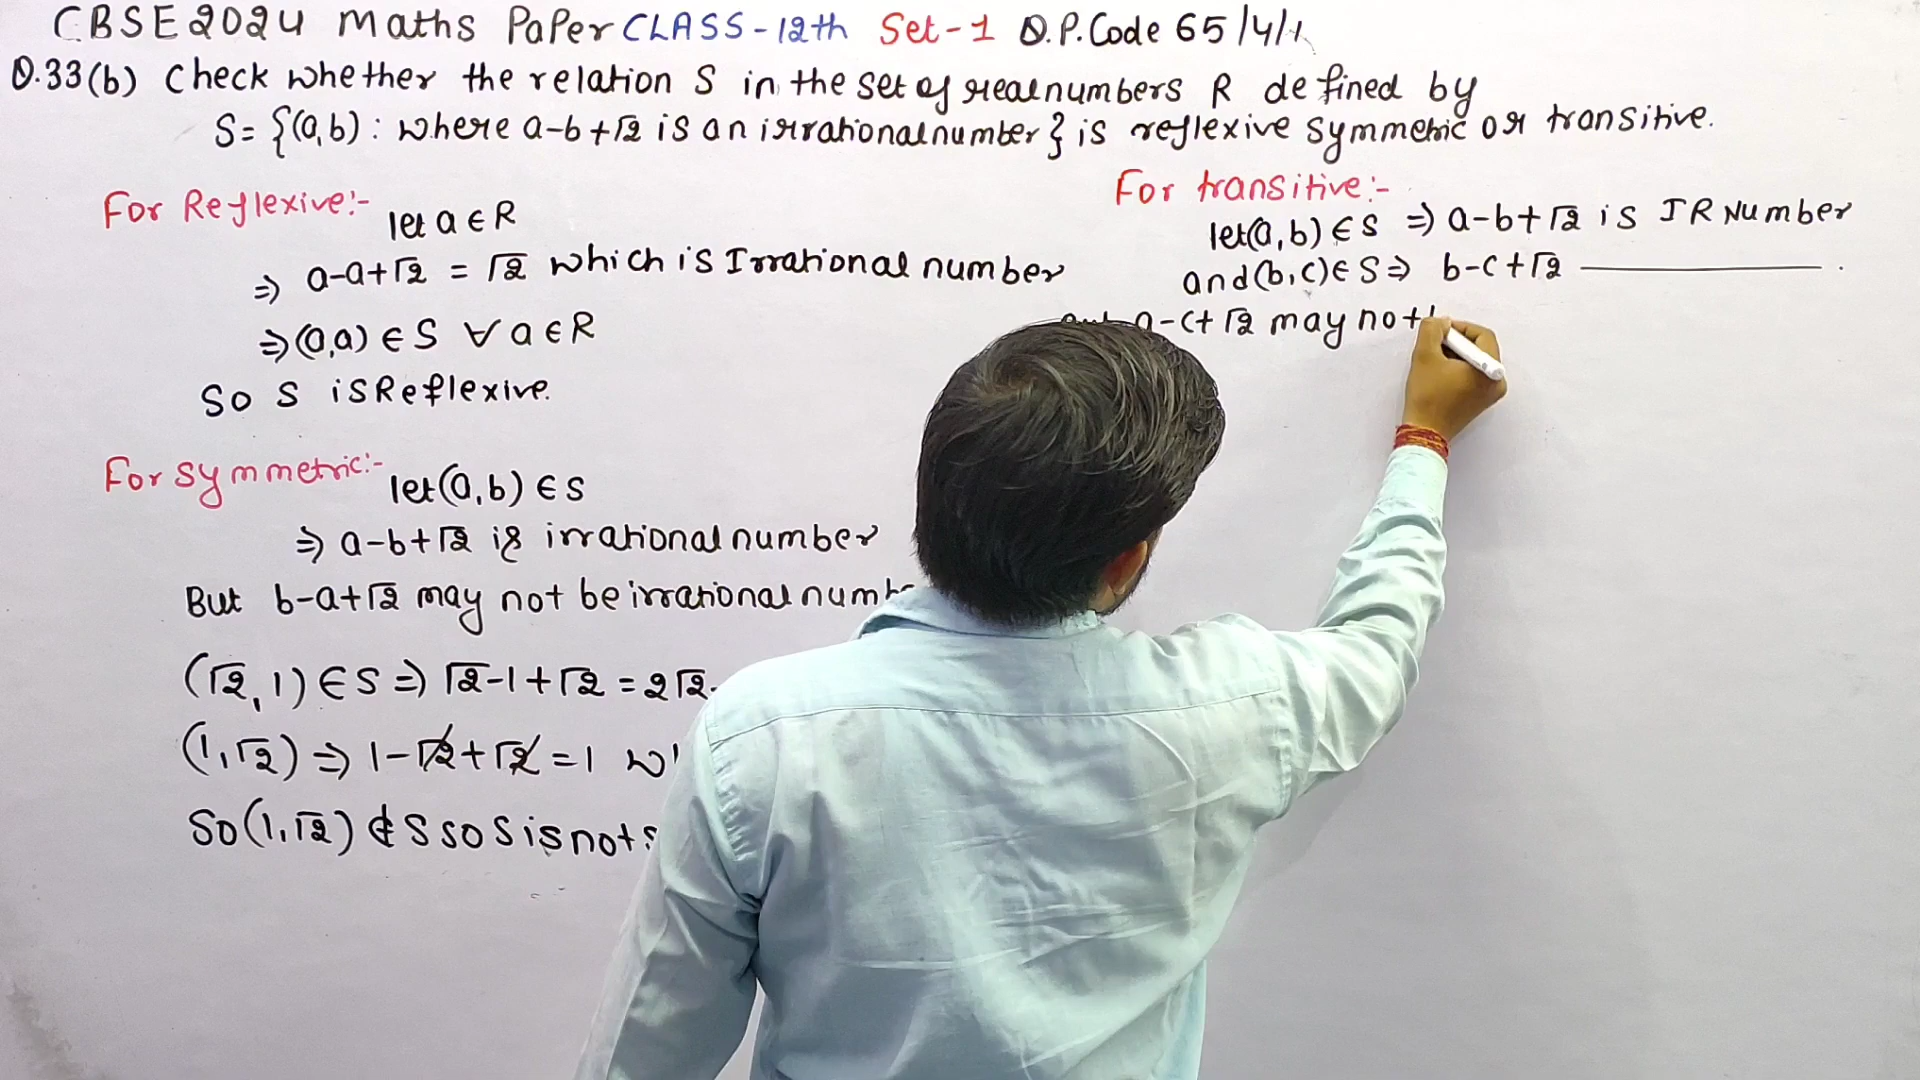 CBSE 2024 Maths Paper CLASS-12th Set-1 Q.P.Code 65/4/1
Q.33(b) Check whether the relation S in the set of real numbers R defined by
S= {(a,b) : where a-b+√2 is an irrational number} is reflexive symmetric or transitive.
For Reflexive:-
let a ∈ R
⇒ a-a+√2 = √2 which is Irrational number
⇒ (a,a) ∈ S ∀ a ∈ R
So S is Reflexive.
For symmetric:-
let (a,b) ∈ S
⇒ a-b+√2 is irrational number
But b-a+√2 may not be irrational
(√2,1) ∈ S ⇒ √2-1+√2 = 2√2-
(1,√2) ⇒ 1-√2+√2 = 1
So (1,√2) ∉ S so S is not
For transitive:-
let (a,b) ∈ S ⇒ a-b+√2 is IR Number
and (b,c) ∈ S ⇒ b-c+√2 ———.
a-c+√2 may not